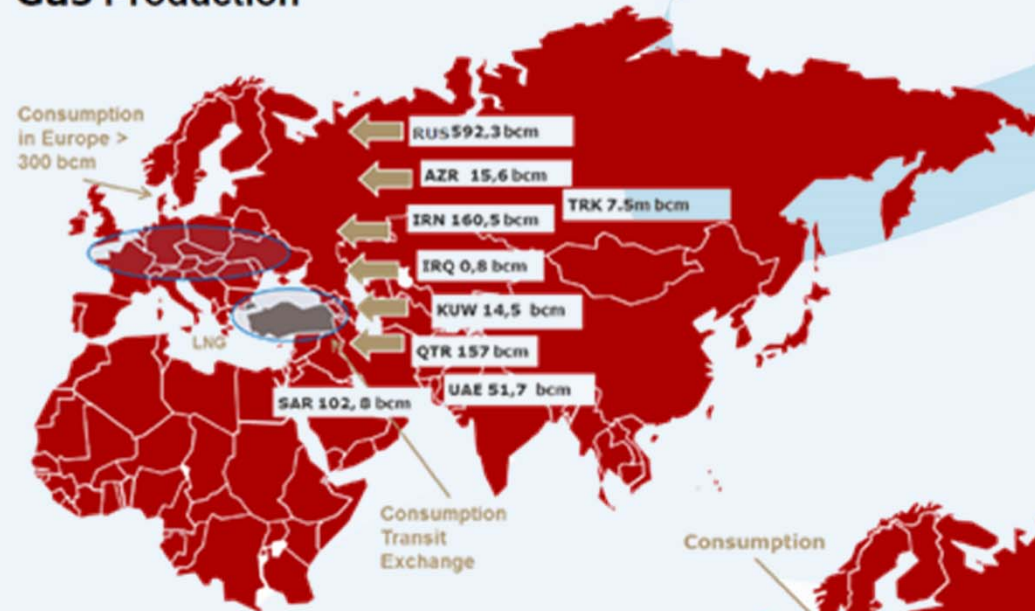 Gas Production
Consumption
in Europe >
300 bcm
RUS592,3 bcm
AZR 15,6 bcm
TRK 7.5m bcm
IRN 160,5 bcm
IRQ 0,8 bcm
KUW 14,5 bcm
LNG
QTR 157 bcm
UAE 51,7 bcm
SAR 102, 8 bcm
Consumption
Transit
Exchange
Consumption